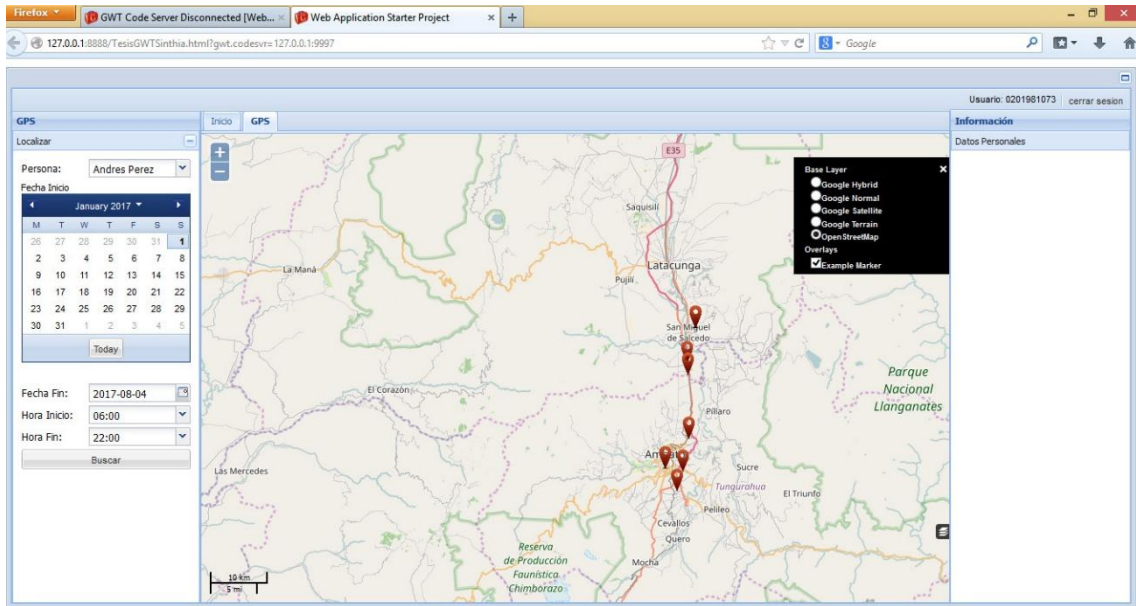 Firefox
GWT Code Server Disconnected [Web...
Web Application Starter Project
127.0.0.1:8888/TesisGWTSinthia.html?gwt.codesvr=127.0.0.1:9997
Google
Usuario: 0201981073
cerrar sesion
GPS
Localizar
Persona: Andres Perez
Fecha Inicio
January 2017
M T W T F S S
26 27 28 29 30 31 1
2 3 4 5 6 7 8
9 10 11 12 13 14 15
16 17 18 19 20 21 22
23 24 25 26 27 28 29
30 31 1 2 3 4 5
Today
Fecha Fin: 2017-08-04
Hora Inicio: 06:00
Hora Fin: 22:00
Buscar
Inicio GPS
E35
Saquisilí
La Maná
Latacunga
Pujilí
San Miguel
de Salcedo
El Corazón
Parque
Nacional
Llanganates
Píllaro
Las Mercedes
Sucre
Tungurahua
El Triunfo
Pelileo
Cevallos
Quero
Reserva
de Producción
Faunística
Chimborazo
Mocha
10 km
5 mi
Base Layer
Google Hybrid
Google Normal
Google Satellite
Google Terrain
OpenStreetMap
Overlays
Example Marker
Información
Datos Personales